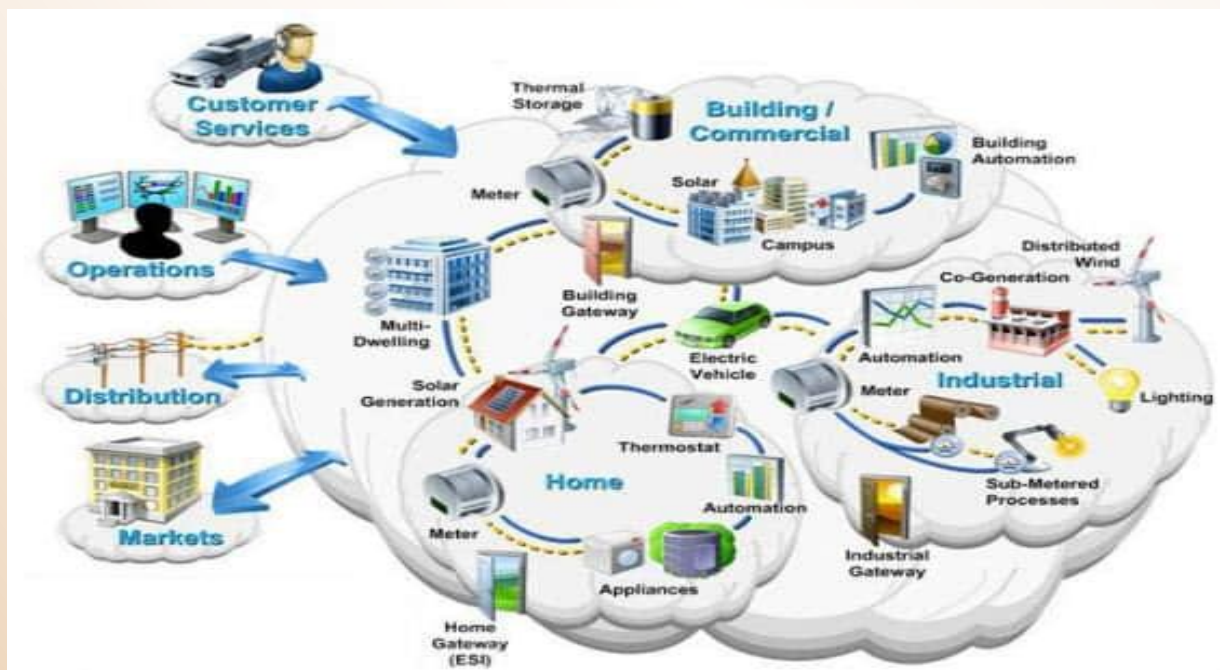 Customer
Services
Operations
Distribution
Markets
Thermal
Storage
Building /
Commercial
Building
Automation
Meter
Solar
Campus
Building
Gateway
Multi-
Dwelling
Electric
Vehicle
Distributed
Wind
Co-Generation
Automation
Meter
Industrial
Lighting
Sub-Metered
Processes
Industrial
Gateway
Solar
Generation
Thermostat
Home
Meter
Automation
Appliances
Home
Gateway
(ESI)